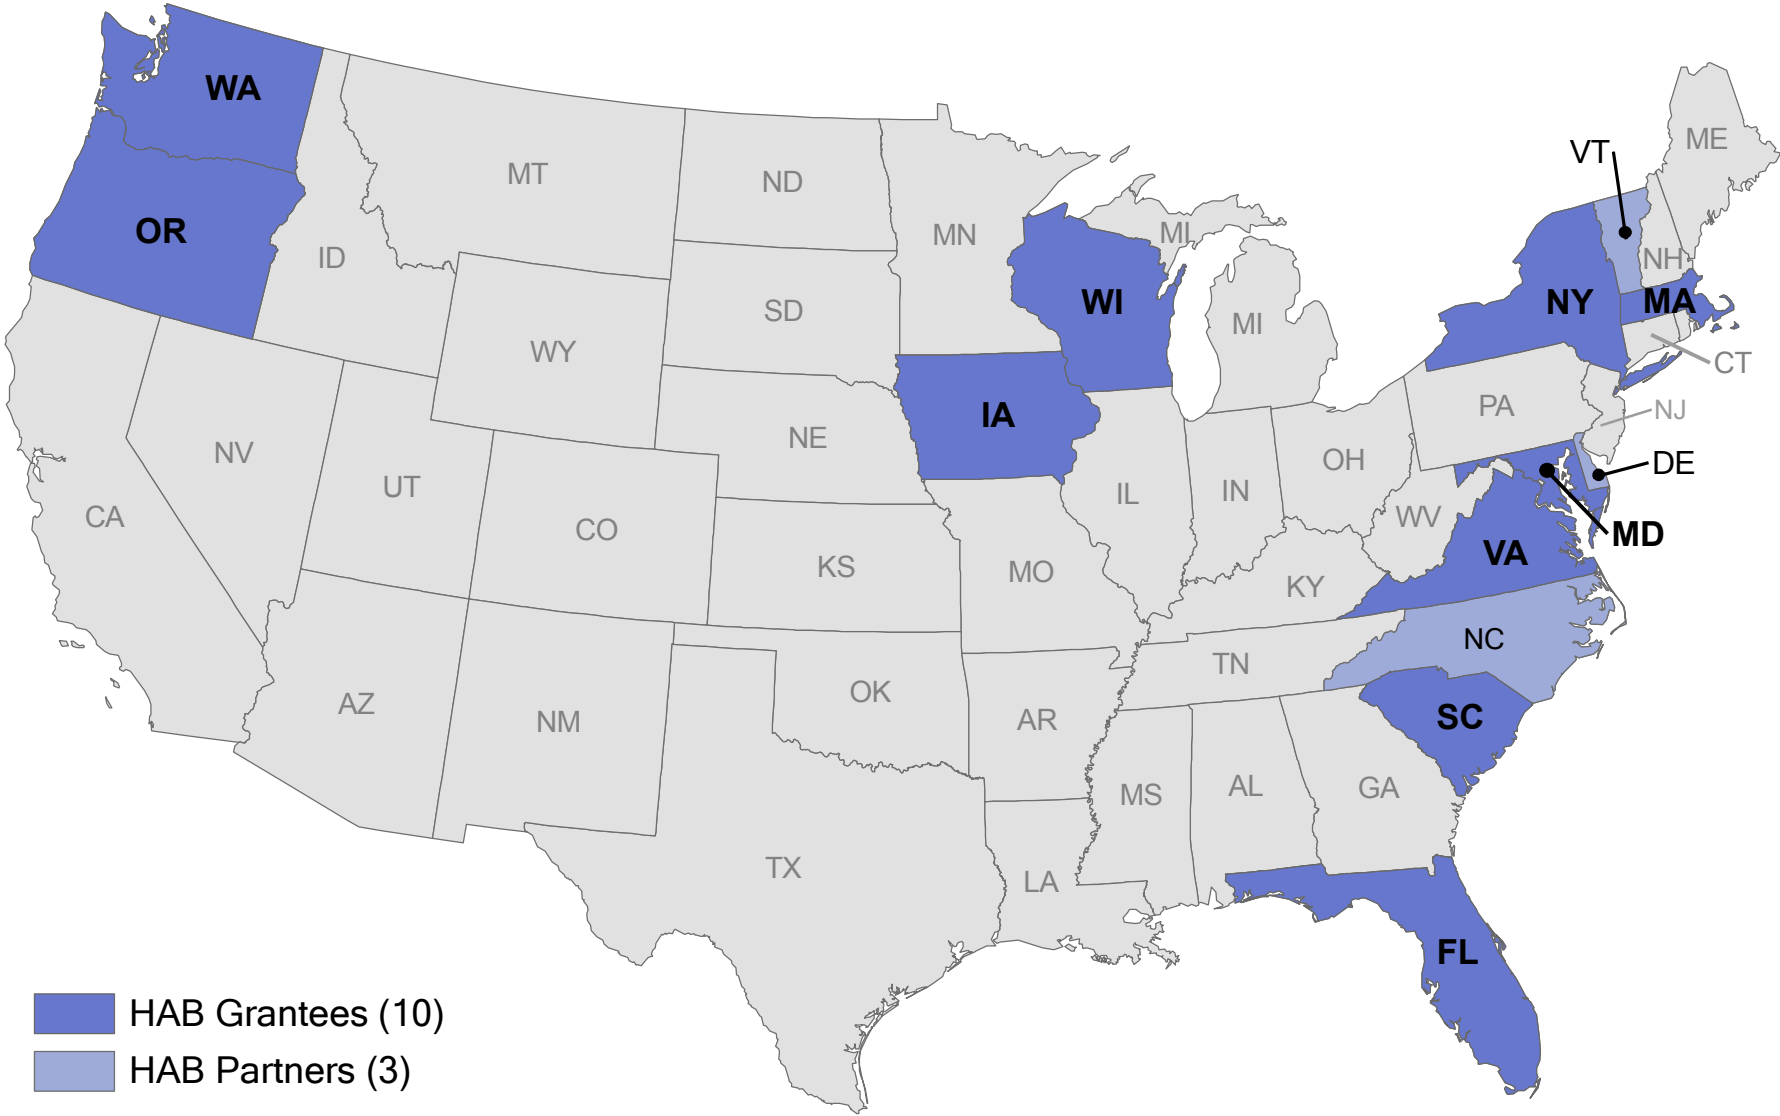 WA
ME
VT
MT
ND
OR
MN
MI
ID
NH
WI
NY
MA
SD
MI
WY
CT
PA
NJ
IA
NE
NV
OH
DE
UT
IL
IN
CA
WV
CO
MD
VA
KS
MO
KY
NC
TN
OK
AZ
SC
NM
AR
AL
GA
MS
TX
LA
FL
HAB Grantees (10)
HAB Partners (3)